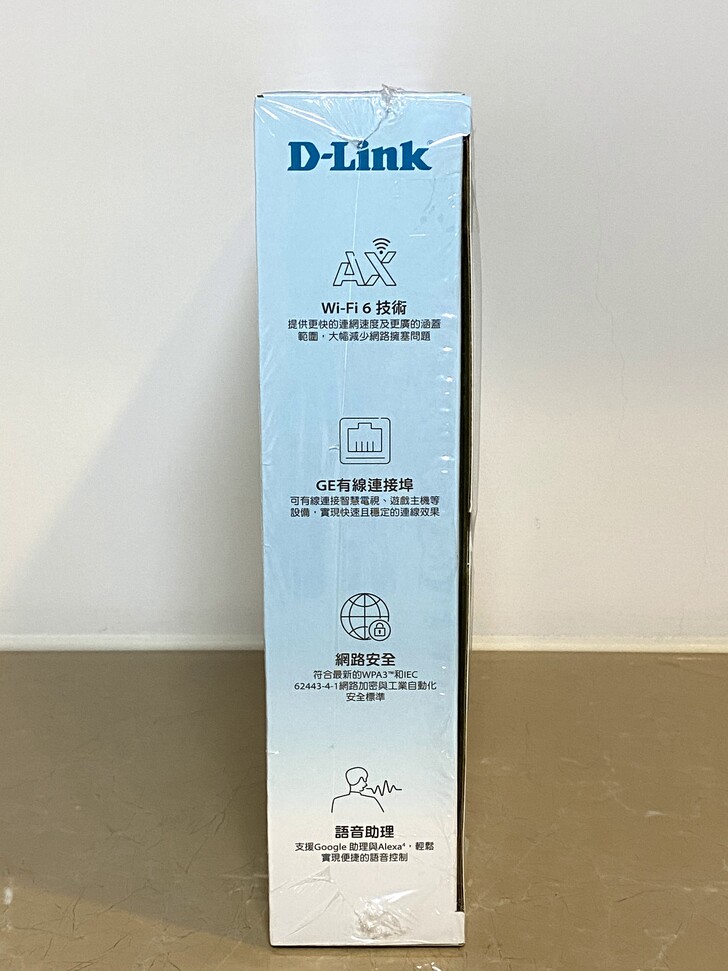 D-Link®
AX
Wi-Fi 6 技術
提供更快的連網速度及更廣的涵蓋
範圍，大幅減少網路擁塞問題
GE有線連接埠
可有線連接智慧電視、遊戲主機等
設備，實現快速且穩定的連線效果
網路安全
符合最新的WPA3™和IEC
62443-4-1網路加密與工業自動化
安全標準
語音助理
支援Google 助理與Alexa⁴，輕鬆
實現便捷的語音控制